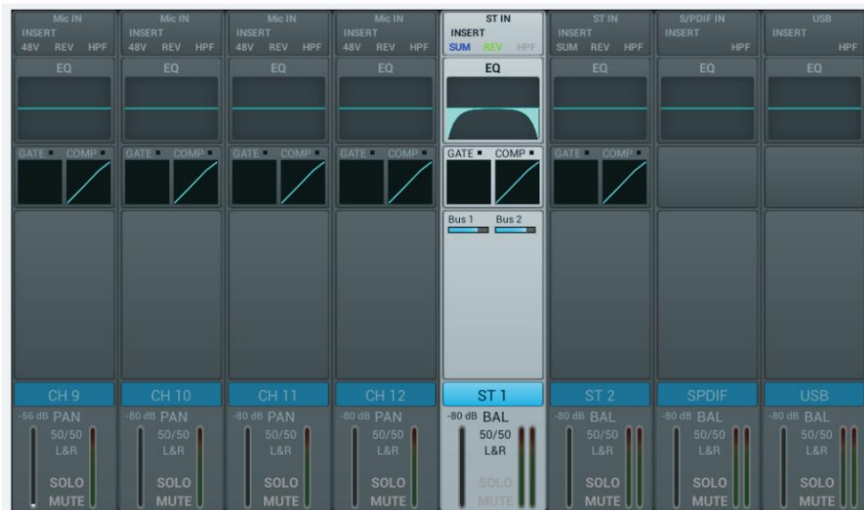 Mic IN Mic IN Mic IN Mic IN ST IN ST IN S/PDIF IN USB
INSERT INSERT INSERT INSERT INSERT INSERT INSERT INSERT
48V REV HPF 48V REV HPF 48V REV HPF 48V REV HPF SUM REV HPF SUM REV HPF HPF HPF
EQ EQ EQ EQ EQ EQ EQ EQ
GATE COMP GATE COMP GATE COMP GATE COMP GATE COMP GATE COMP
Bus 1 Bus 2
CH 9 CH 10 CH 11 CH 12 ST 1 ST 2 SPDIF USB
-56 dB PAN -80 dB PAN -80 dB PAN -80 dB PAN -80 dB BAL -80 dB BAL -80 dB BAL -80 dB BAL
50/50 50/50 50/50 50/50 50/50 50/50 50/50 50/50
L&R L&R L&R L&R L&R L&R L&R L&R
SOLO SOLO SOLO SOLO SOLO SOLO SOLO SOLO
MUTE MUTE MUTE MUTE MUTE MUTE MUTE MUTE